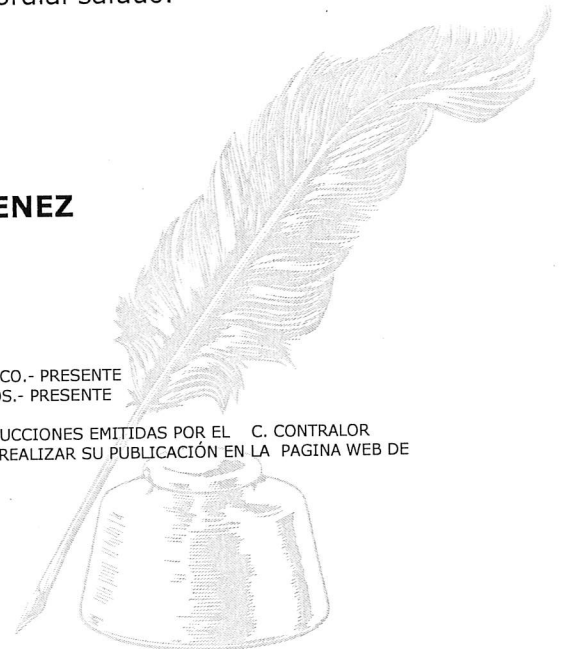 saludo.
ENEZ
CO.- PRESENTE
OS.- PRESENTE
UCCIONES EMITIDAS POR EL C. CONTRALOR
REALIZAR SU PUBLICACIÓN EN LA PAGINA WEB DE